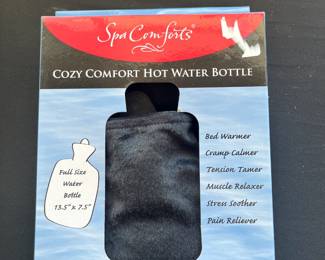 Spa Comforts®
COZY COMFORT HOT WATER BOTTLE
Full Size
Water
Bottle
13.5" x 7.5"
Bed Warmer
Cramp Calmer
Tension Tamer
Muscle Relaxer
Stress Soother
Pain Reliever